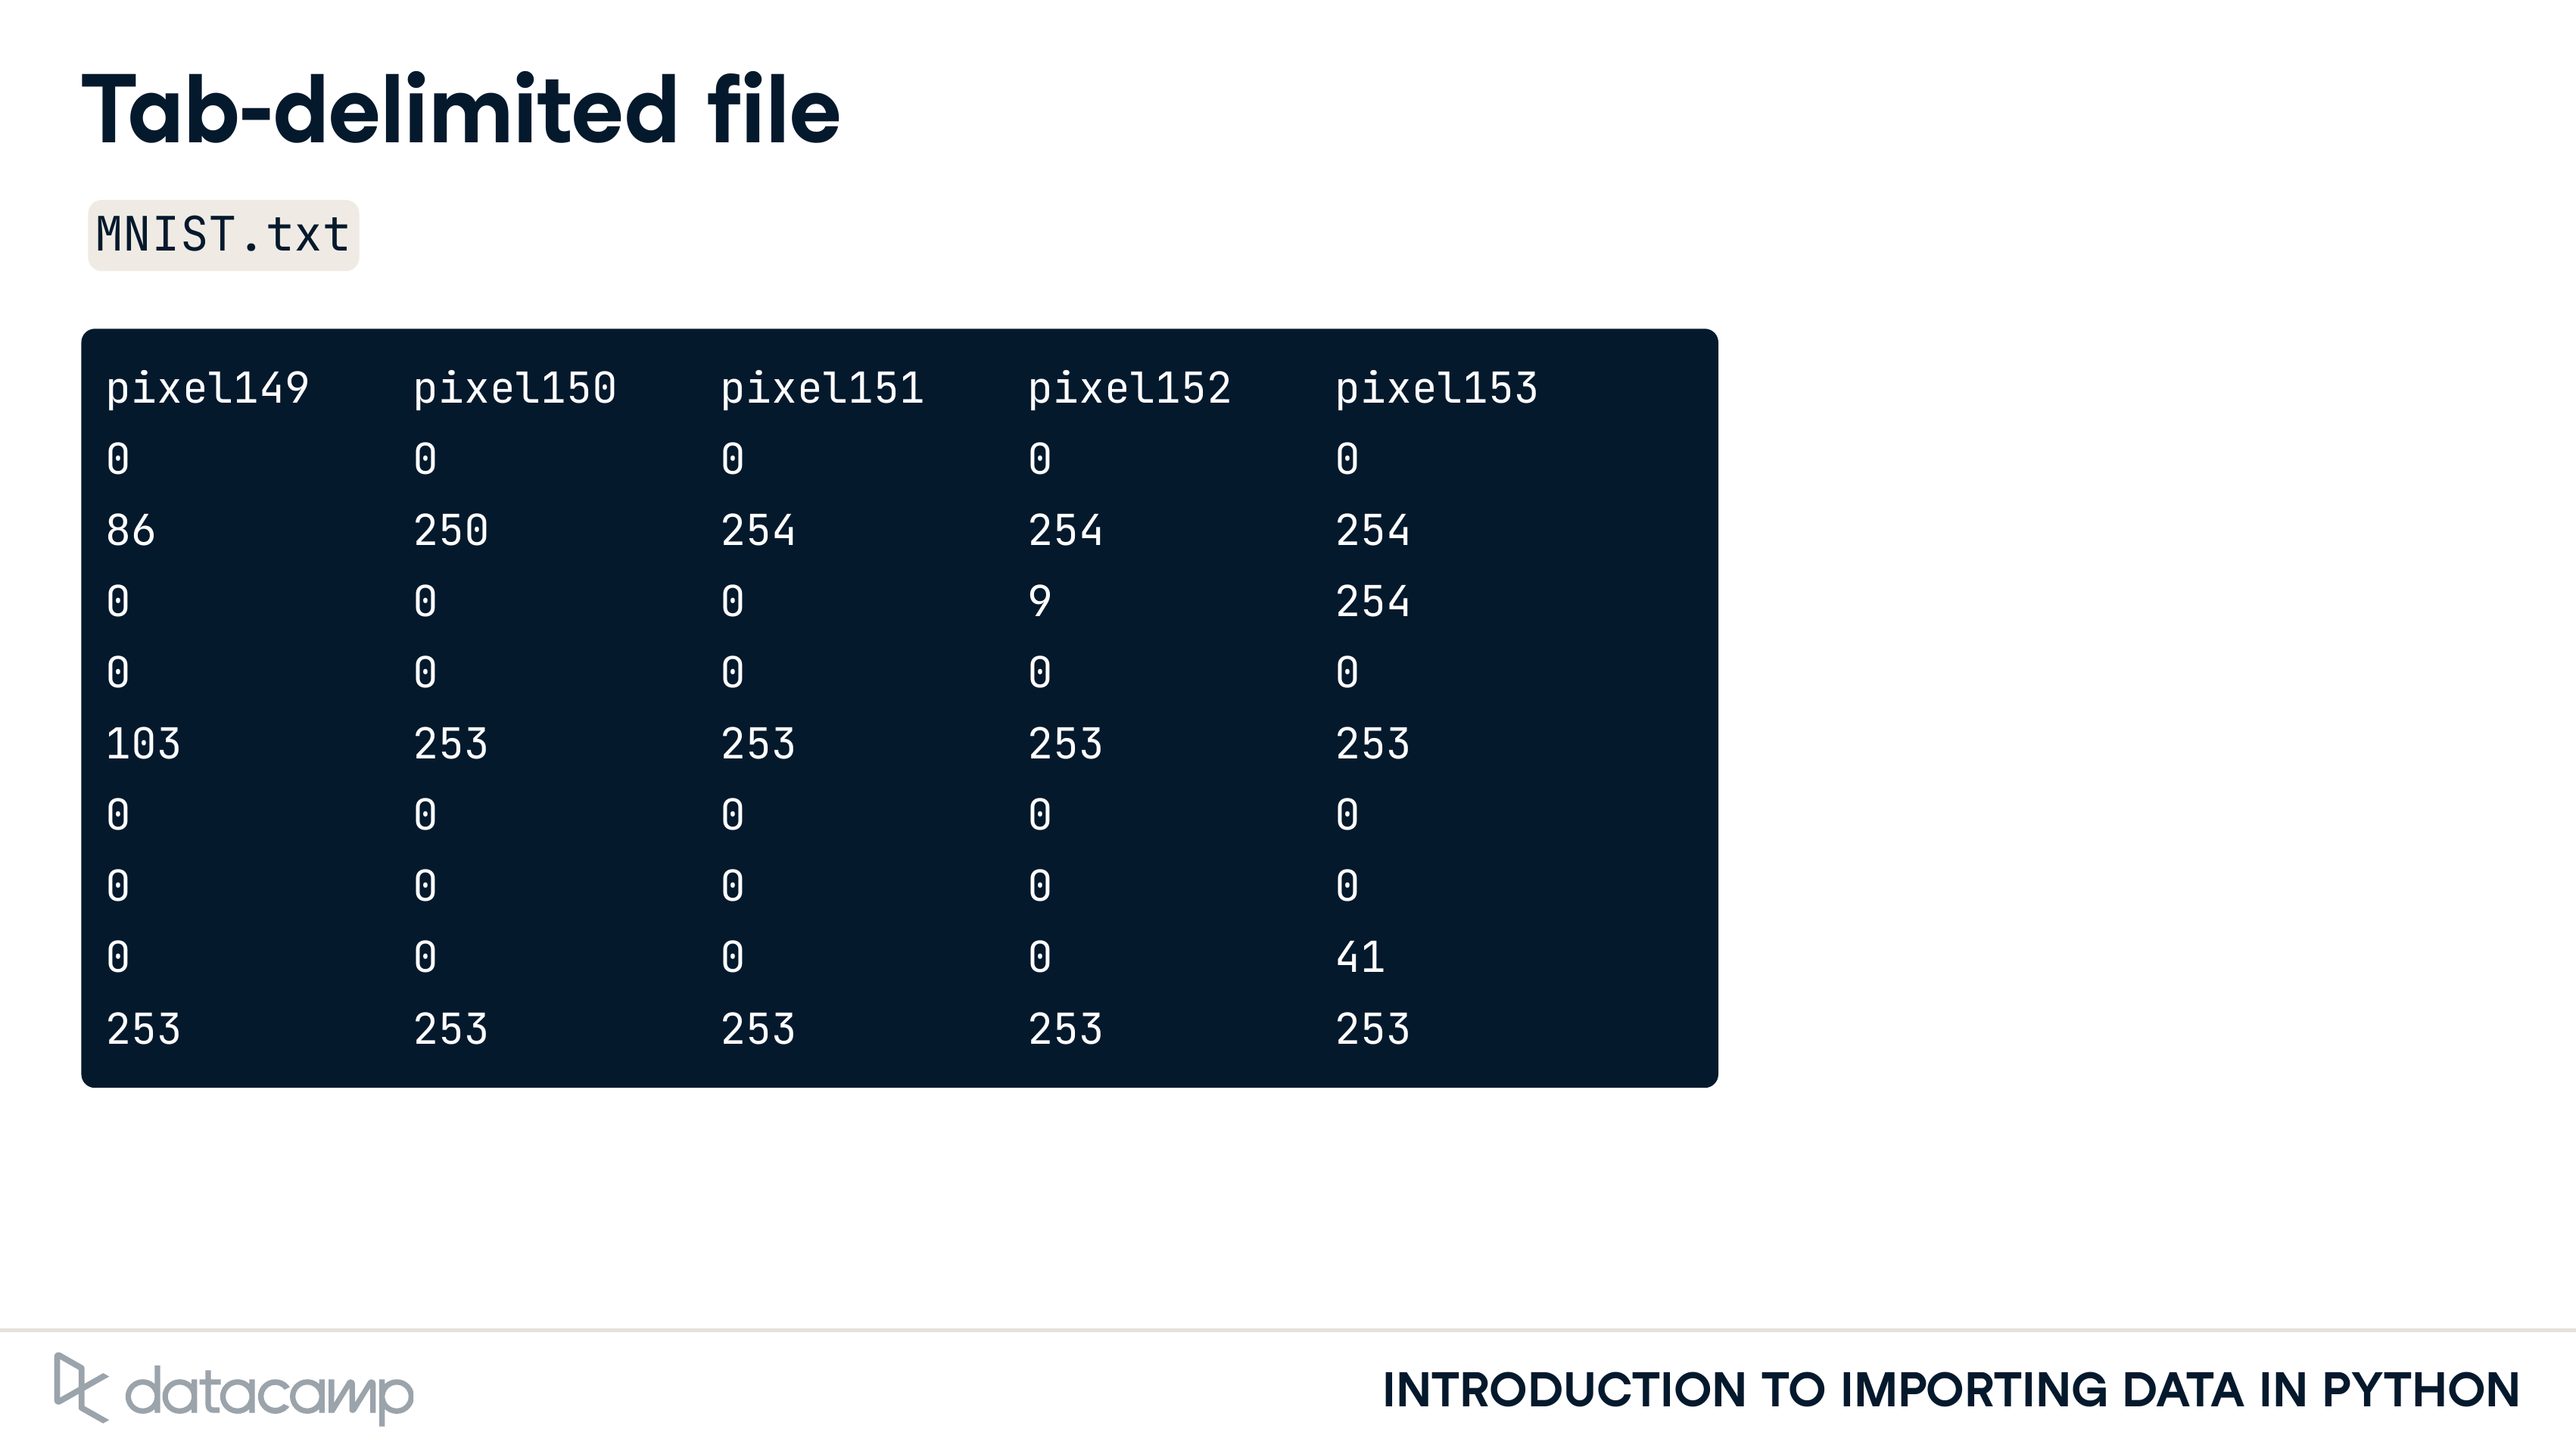 Tab-delimited file
MNIST.txt
pixel149 pixel150 pixel151 pixel152 pixel153
0 0 0 0 0
86 250 254 254 254
0 0 0 9 254
0 0 0 0 0
103 253 253 253 253
0 0 0 0 0
0 0 0 0 0
0 0 0 0 41
253 253 253 253 253
datacamp
INTRODUCTION TO IMPORTING DATA IN PYTHON